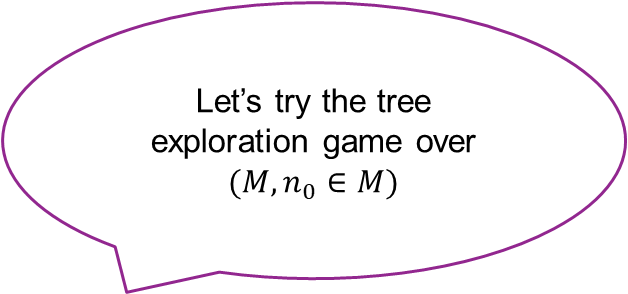 Let’s try the tree
exploration game over
(𝑀, 𝑛₀ ∈ 𝑀)